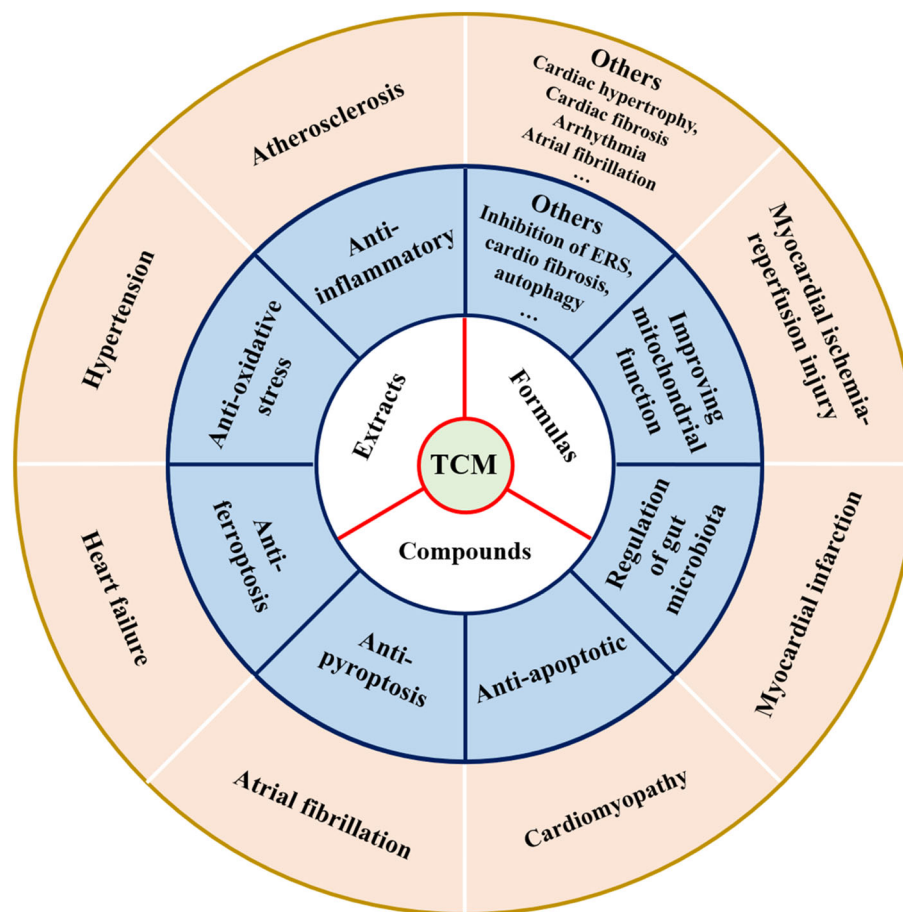 Others
Cardiac hypertrophy,
Cardiac fibrosis
Arrhythmia
Atrial fibrillation
...
Atherosclerosis
Hypertension
Heart failure
Atrial fibrillation
Cardiomyopathy
Myocardial infarction
Myocardial ischemia-
reperfusion injury
Others
Inhibition of ERS,
cardio fibrosis,
autophagy
...
Anti-
inflammatory
Anti-oxidative
stress
Anti-
ferroptosis
Anti-
pyroptosis
Anti-apoptotic
Regulation
of gut
microbiota
Improving
mitochondrial
function
Extracts
Formulas
Compounds
TCM